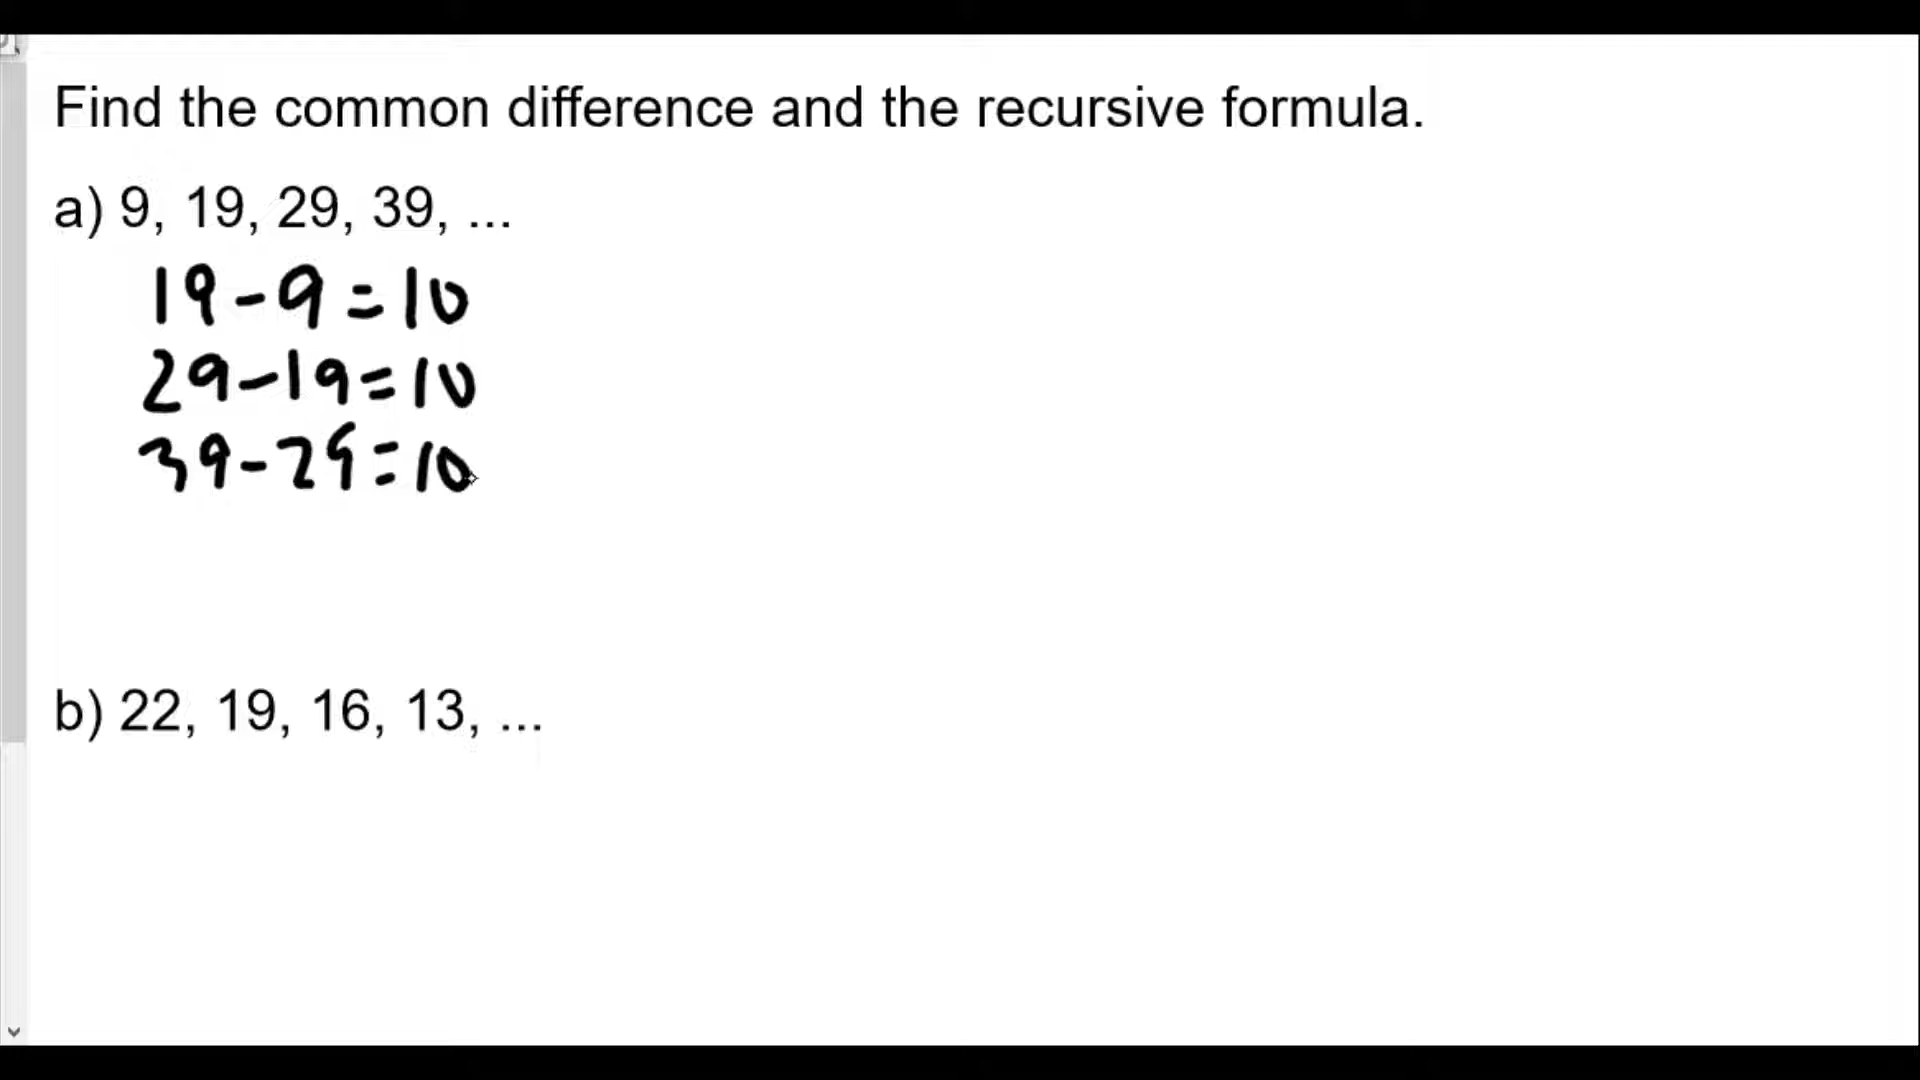 Find the common difference and the recursive formula.
a) 9, 19, 29, 39, ...
19-9=10
29-19=10
39-29=10
b) 22, 19, 16, 13, ...